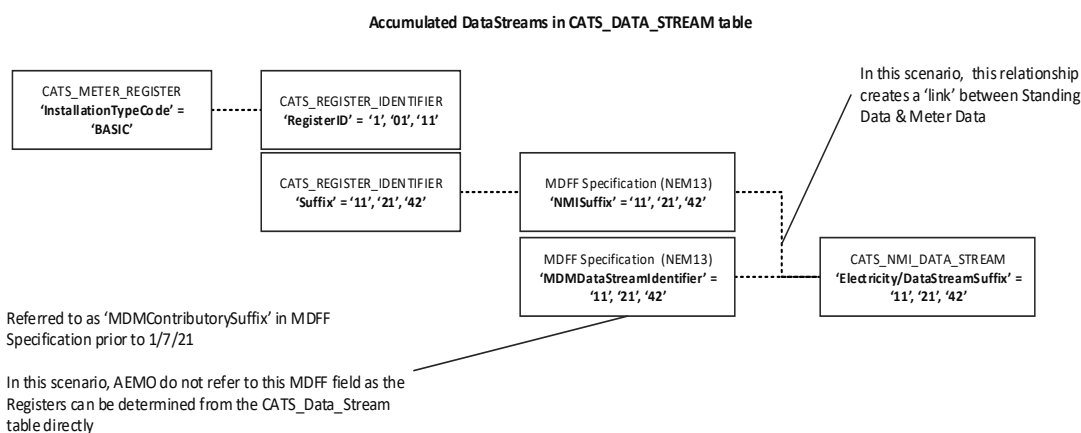 Accumulated DataStreams in CATS_DATA_STREAM table
CATS_METER_REGISTER
‘InstallationTypeCode’ =
‘BASIC’
CATS_REGISTER_IDENTIFIER
‘RegisterID’ = ‘1’, ‘01’, ‘11’
In this scenario, this relationship
creates a ‘link’ between Standing
Data & Meter Data
CATS_REGISTER_IDENTIFIER
‘Suffix’ = ‘11’, ‘21’, ‘42’
MDFF Specification (NEM13)
‘NMISuffix’ = ‘11’, ‘21’, ‘42’
MDFF Specification (NEM13)
‘MDMDataStreamIdentifier’ =
‘11’, ‘21’, ‘42’
CATS_NMI_DATA_STREAM
‘Electricity/DataStreamSuffix’ =
‘11’, ‘21’, ‘42’
Referred to as ‘MDMContributorySuffix’ in MDFF
Specification prior to 1/7/21
In this scenario, AEMO do not refer to this MDFF field as the
Registers can be determined from the CATS_Data_Stream
table directly